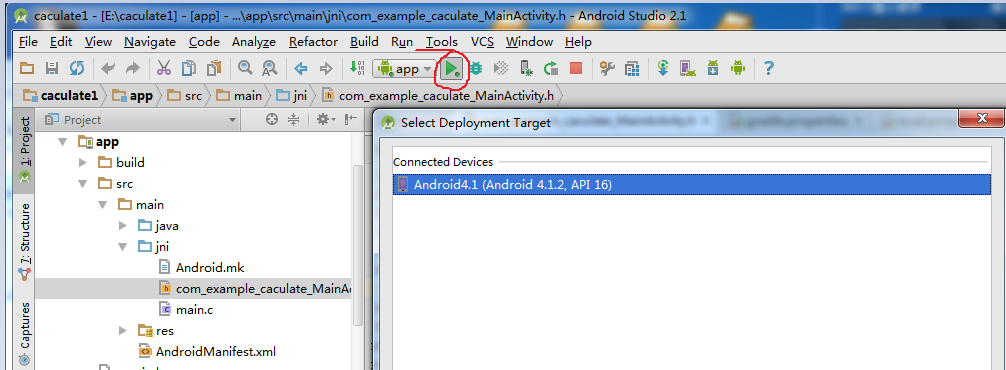 caculate1 - [E:\caculate1] - [app] - ...\app\src\main\jni\com_example_caculate_MainActivity.h - Android Studio 2.1
File Edit View Navigate Code Analyze Refactor Build Run Tools VCS Window Help
app
caculate1 app src main jni com_example_caculate_MainActivity.h
Project
1: Project
7: Structure
Captures
app
build
src
main
java
jni
Android.mk
com_example_caculate_MainA
main.c
res
AndroidManifest.xml
Select Deployment Target
Connected Devices
Android4.1 (Android 4.1.2, API 16)